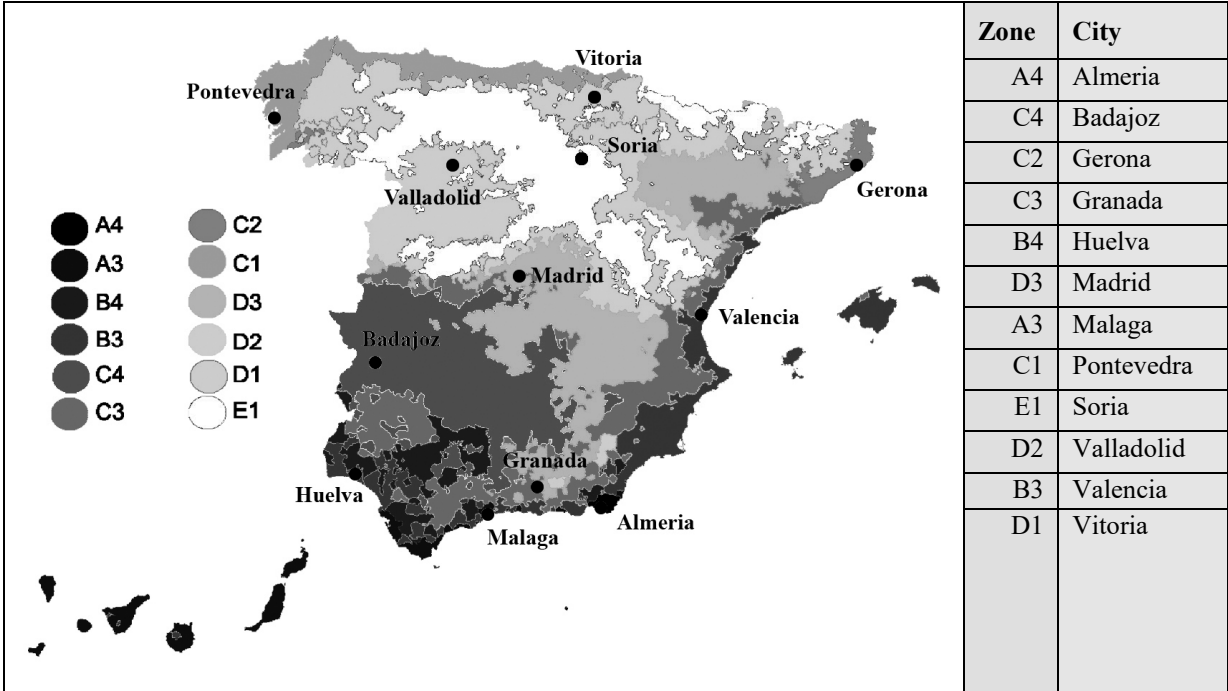 Vitoria
Pontevedra
Soria
Valladolid
Gerona
A4
C2
A3
C1
B4
D3
B3
D2
C4
D1
C3
E1
Madrid
Valencia
Badajoz
Granada
Huelva
Almeria
Malaga
Zone City
A4 Almeria
C4 Badajoz
C2 Gerona
C3 Granada
B4 Huelva
D3 Madrid
A3 Malaga
C1 Pontevedra
E1 Soria
D2 Valladolid
B3 Valencia
D1 Vitoria